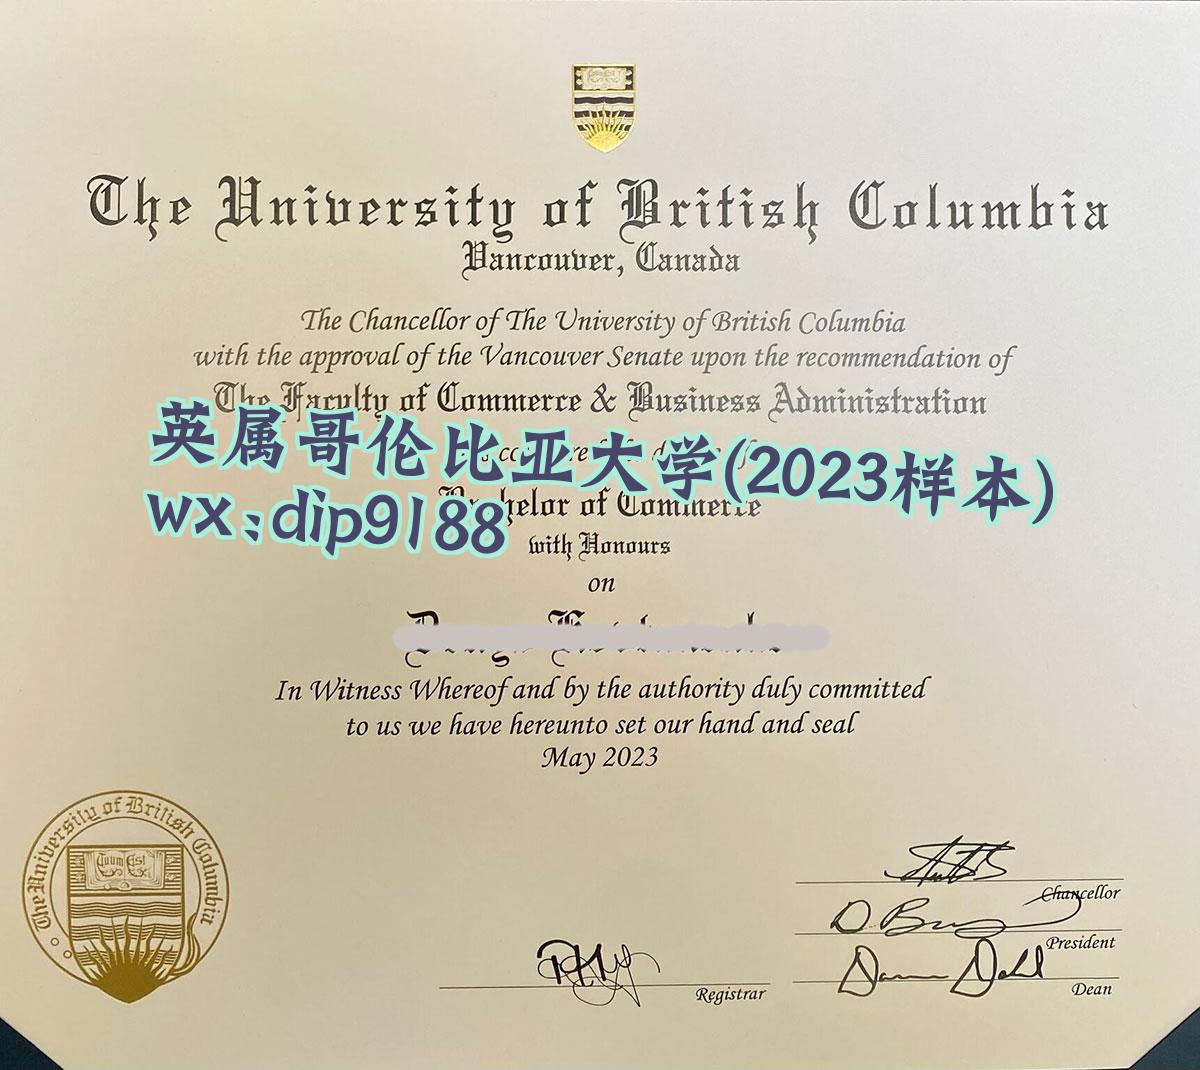 The University of British Columbia
Vancouver, Canada
The Chancellor of The University of British Columbia
with the approval of the Vancouver Senate upon the recommendation of
The Faculty of Commerce & Business Administration
英属哥伦比亚大学(2023样本)
wx:dip9188
Bachelor of Commerce
with Honours
on
In Witness Whereof and by the authority duly committed
to us we have hereunto set our hand and seal
May 2023
The University of British Columbia
Tuum Est
Chancellor
President
Registrar
Dean